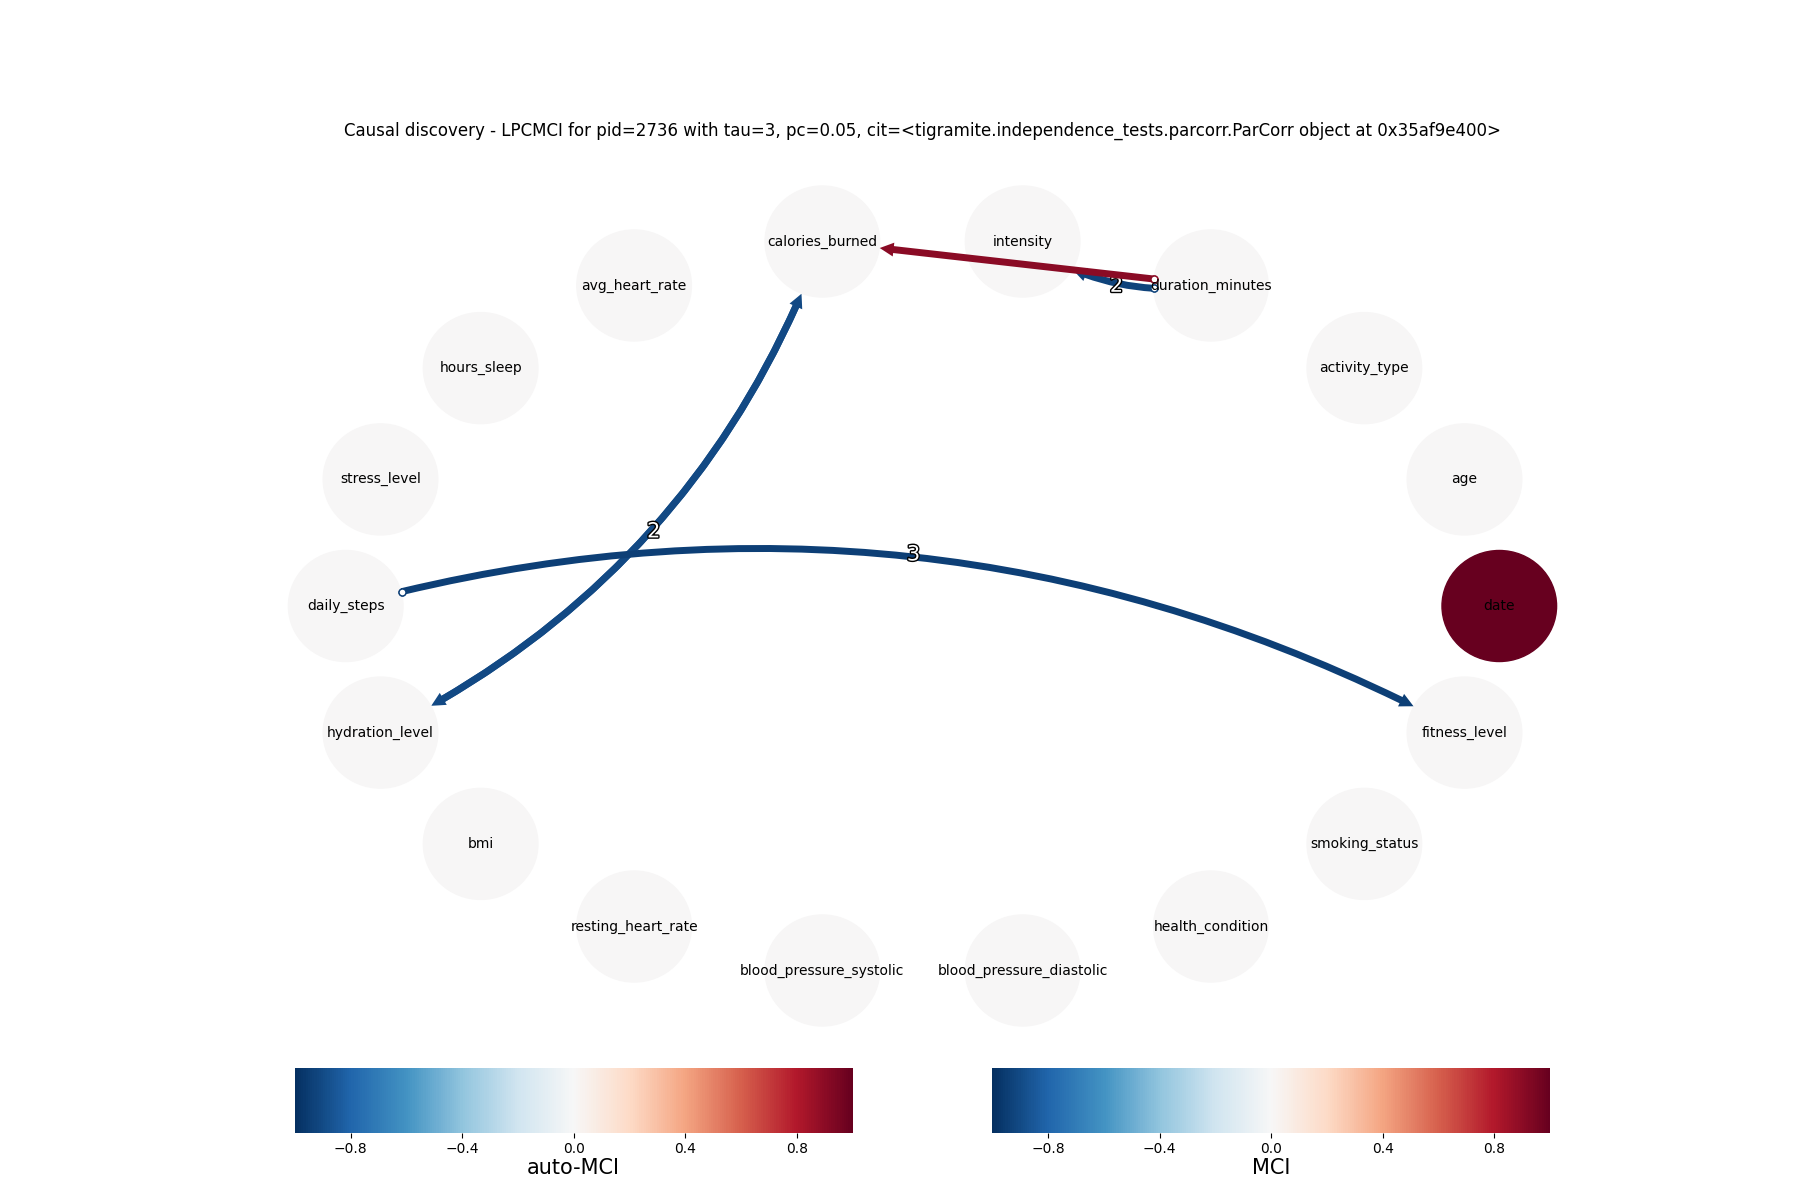 Causal discovery - LPCMCI for pid=2736 with tau=3, pc=0.05, cit=<tigramite.independence_tests.parcorr.ParCorr object at 0x35af9e400>
calories_burned
intensity
avg_heart_rate
duration_minutes
2
hours_sleep
activity_type
stress_level
age
2
3
daily_steps
date
hydration_level
fitness_level
bmi
smoking_status
resting_heart_rate
health_condition
blood_pressure_systolic
blood_pressure_diastolic
−0.8 −0.4 0.0 0.4 0.8
auto-MCI
−0.8 −0.4 0.0 0.4 0.8
MCI